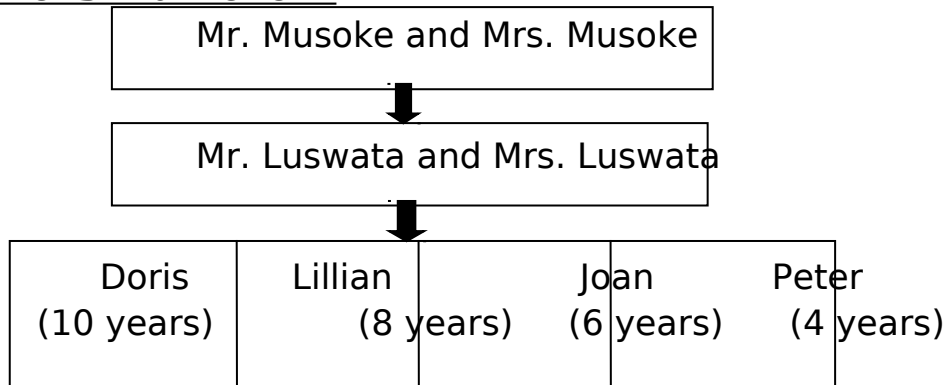 Mr. Musoke and Mrs. Musoke
Mr. Luswata and Mrs. Luswata
Doris Lillian Joan Peter
(10 years) (8 years) (6 years) (4 years)